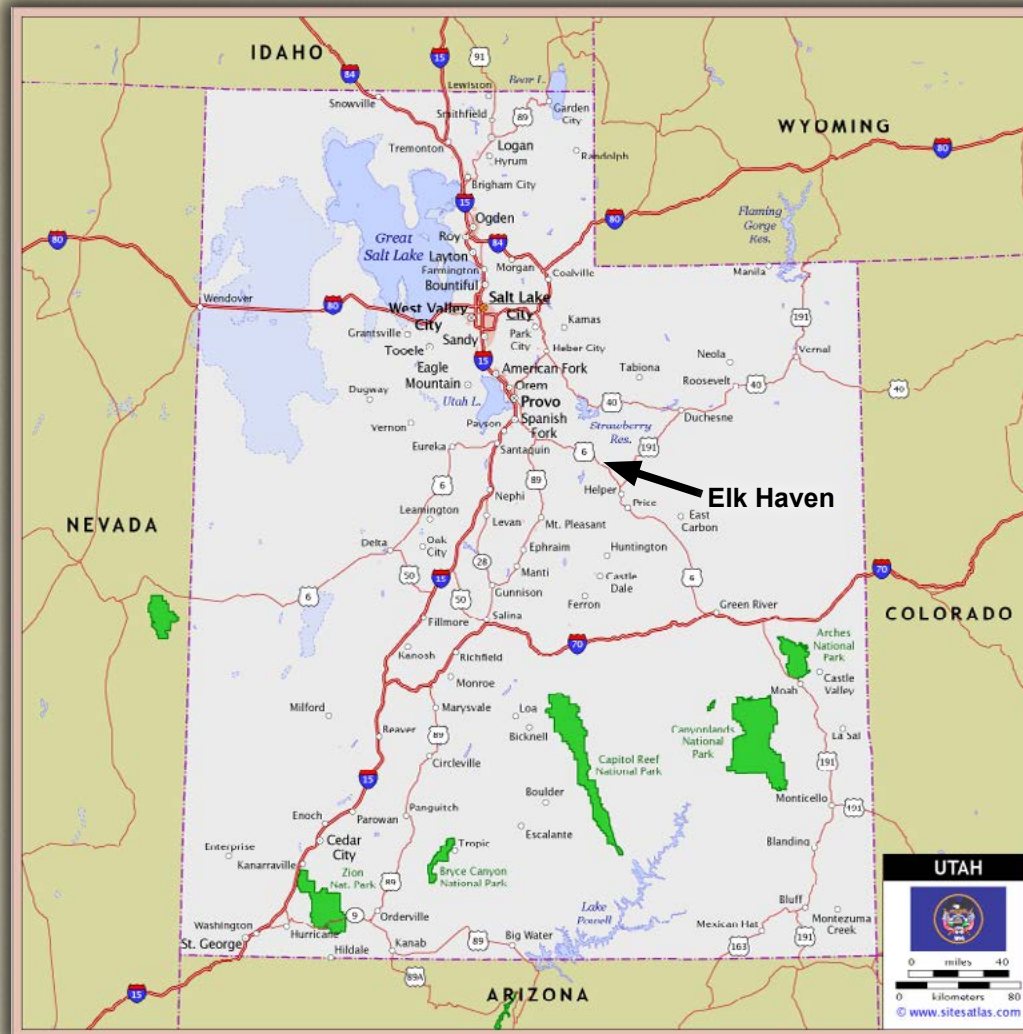 IDAHO
15
91
84
Lewiston
Bear L.
Snowville
Smithfield
89
Garden
City
WYOMING
Tremonton
Logan
Hyrum
Randolph
80
Brigham City
15
Ogden
80
Flaming
Gorge
Res.
80
Great
Salt Lake
Roy
84
Layton
Morgan
Farmington
Coalville
Manila
Bountiful
Wendover
80
West Valley
City
Salt Lake
City
191
Grantsville
Park
City
Kamas
Sandy
Tooele
Heber City
Neola
Vernal
15
Eagle
Mountain
American Fork
Tabiona
Roosevelt
40
40
Dugway
Orem
Utah L.
Provo
40
Duchesne
Vernon
Payson
Spanish
Fork
Strawberry
Res.
Eureka
Santaquin
6
191
6
89
Helper
Elk Haven
Nephi
Price
Leamington
Levan
Mt. Pleasant
East
Carbon
NEVADA
Delta
Oak
City
Ephraim
Huntington
28
50
15
Manti
Castle
Dale
6
70
6
50
Gunnison
Ferron
Green River
Fillmore
Salina
COLORADO
70
Arches
National
Park
Kanosh
Richfield
Castle
Valley
Monroe
Moab
Milford
Marysvale
Loa
Bicknell
Canyonlands
National
Park
La Sal
Beaver
89
Circleville
Capitol Reef
National Park
191
15
Boulder
Monticello
491
Enoch
Parowan
Panguitch
Escalante
Enterprise
Cedar
City
Tropic
Blanding
Kanarraville
Zion
Nat. Park
Bryce Canyon
National Park
UTAH
89
Lake
Powell
Bluff
9
Orderville
Montezuma
Creek
Washington
Hurricane
Mexican Hat
St. George
Hildale
Kanab
89
Big Water
163
191
0 miles 40
89A
15
ARIZONA
0 kilometers 80
© www.sitesatlas.com